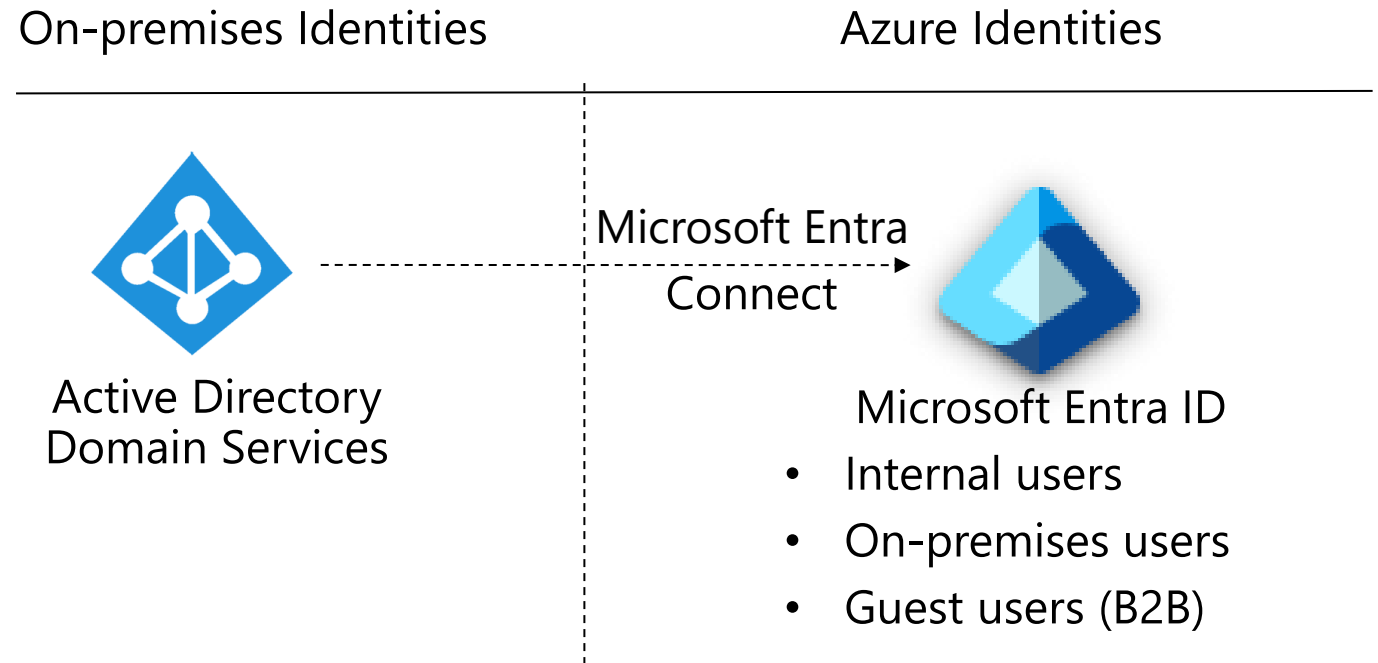 On-premises Identities
Azure Identities
Active Directory
Domain Services
Microsoft Entra
Connect
Microsoft Entra ID
• Internal users
• On-premises users
• Guest users (B2B)